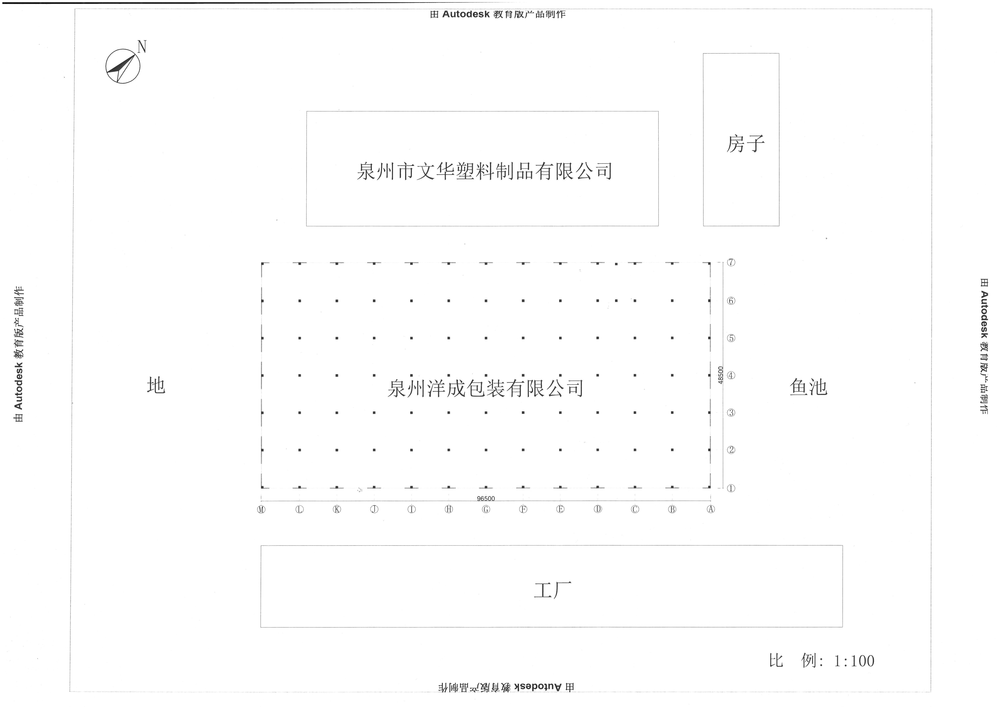 由 Autodesk 教育版产品制作
N
房子
泉州市文华塑料制品有限公司
⑦
⑥
⑤
④
48500
③
②
①
地
泉州洋成包装有限公司
鱼池
96500
Ⓜ Ⓛ Ⓚ Ⓙ Ⓘ Ⓗ Ⓖ Ⓕ Ⓔ Ⓓ Ⓒ Ⓑ Ⓐ
工厂
比 例: 1:100
由 Autodesk 教育版产品制作
由 Autodesk 教育版产品制作
由 Autodesk 教育版产品制作